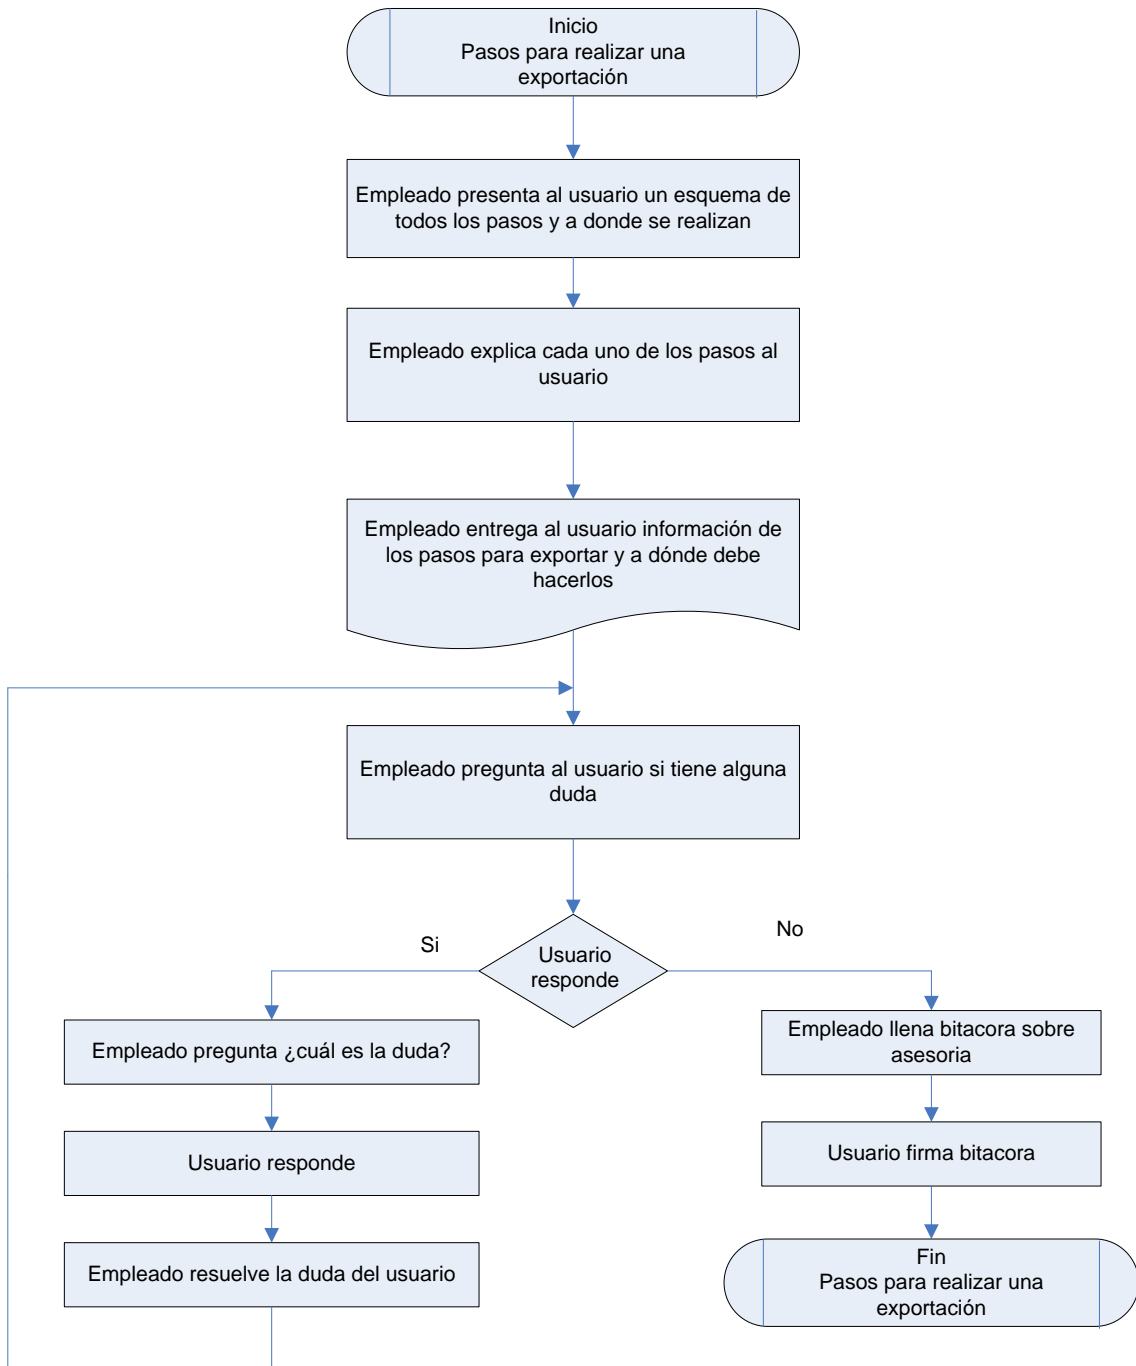 Inicio
Pasos para realizar una
exportación
Empleado presenta al usuario un esquema de
todos los pasos y a donde se realizan
Empleado explica cada uno de los pasos al
usuario
Empleado entrega al usuario información de
los pasos para exportar y a dónde debe
hacerlos
Empleado pregunta al usuario si tiene alguna
duda
Usuario
responde
Si
No
Empleado pregunta ¿cuál es la duda?
Usuario responde
Empleado resuelve la duda del usuario
Empleado llena bitacora sobre
asesoria
Usuario firma bitacora
Fin
Pasos para realizar una
exportación